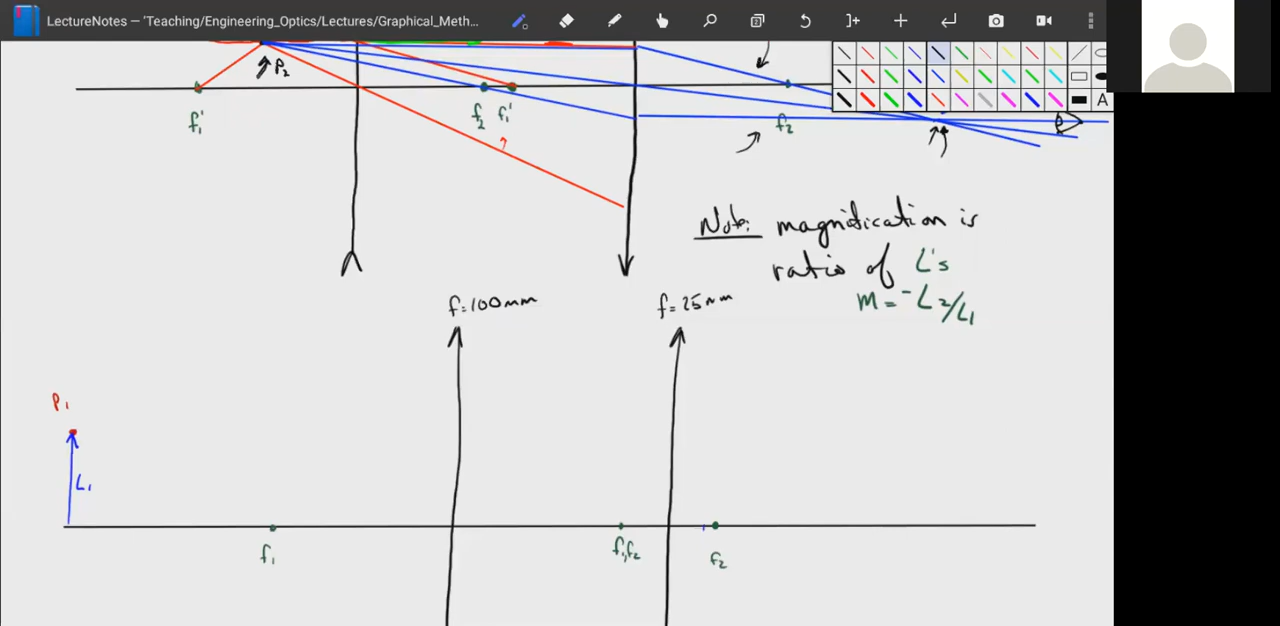 LectureNotes — ‘Teaching/Engineering_Optics/Lectures/Graphical_Meth...
A
P2
f1'
f2 f1'
f2
Note: magnification is
ratio of L's
m = -L2/L1
f=100mm
f=25mm
P1
L1
f1
f1,f2
f2